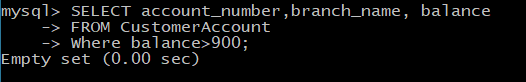 mysql> SELECT account_number,branch_name, balance
    -> FROM CustomerAccount
    -> Where balance>900;
Empty set (0.00 sec)